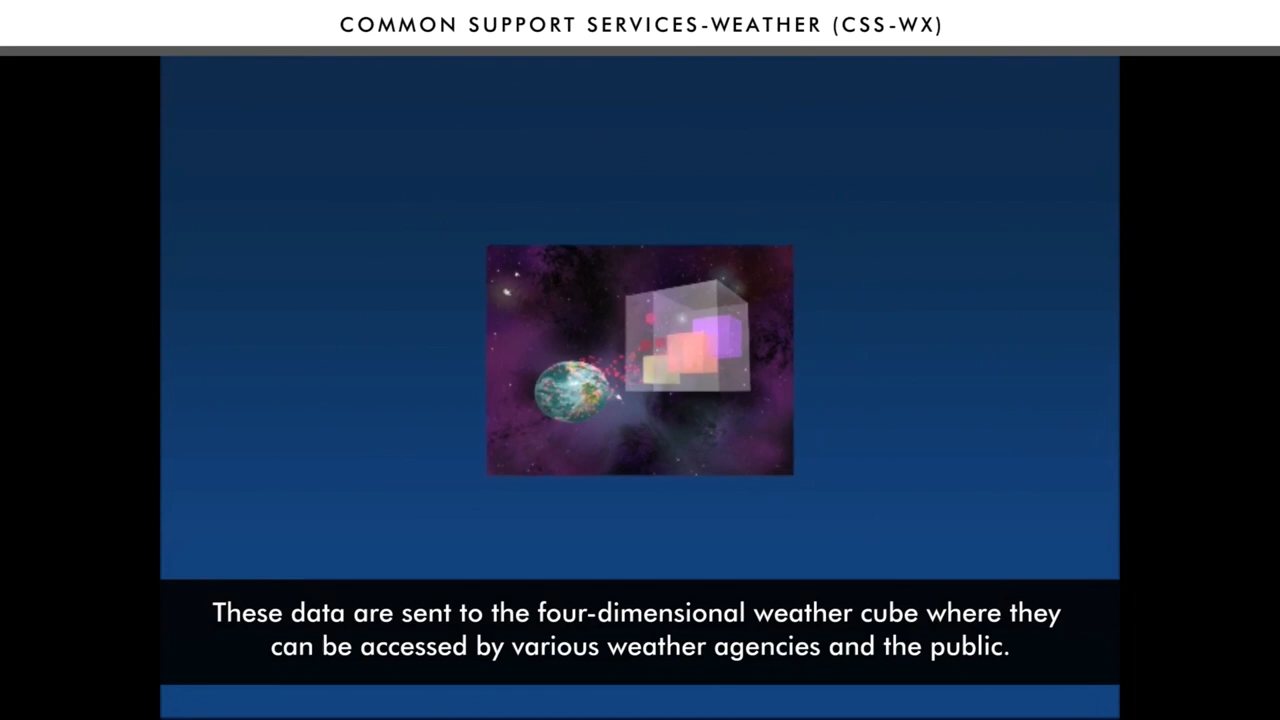 COMMON SUPPORT SERVICES-WEATHER (CSS-WX)
These data are sent to the four-dimensional weather cube where they
can be accessed by various weather agencies and the public.